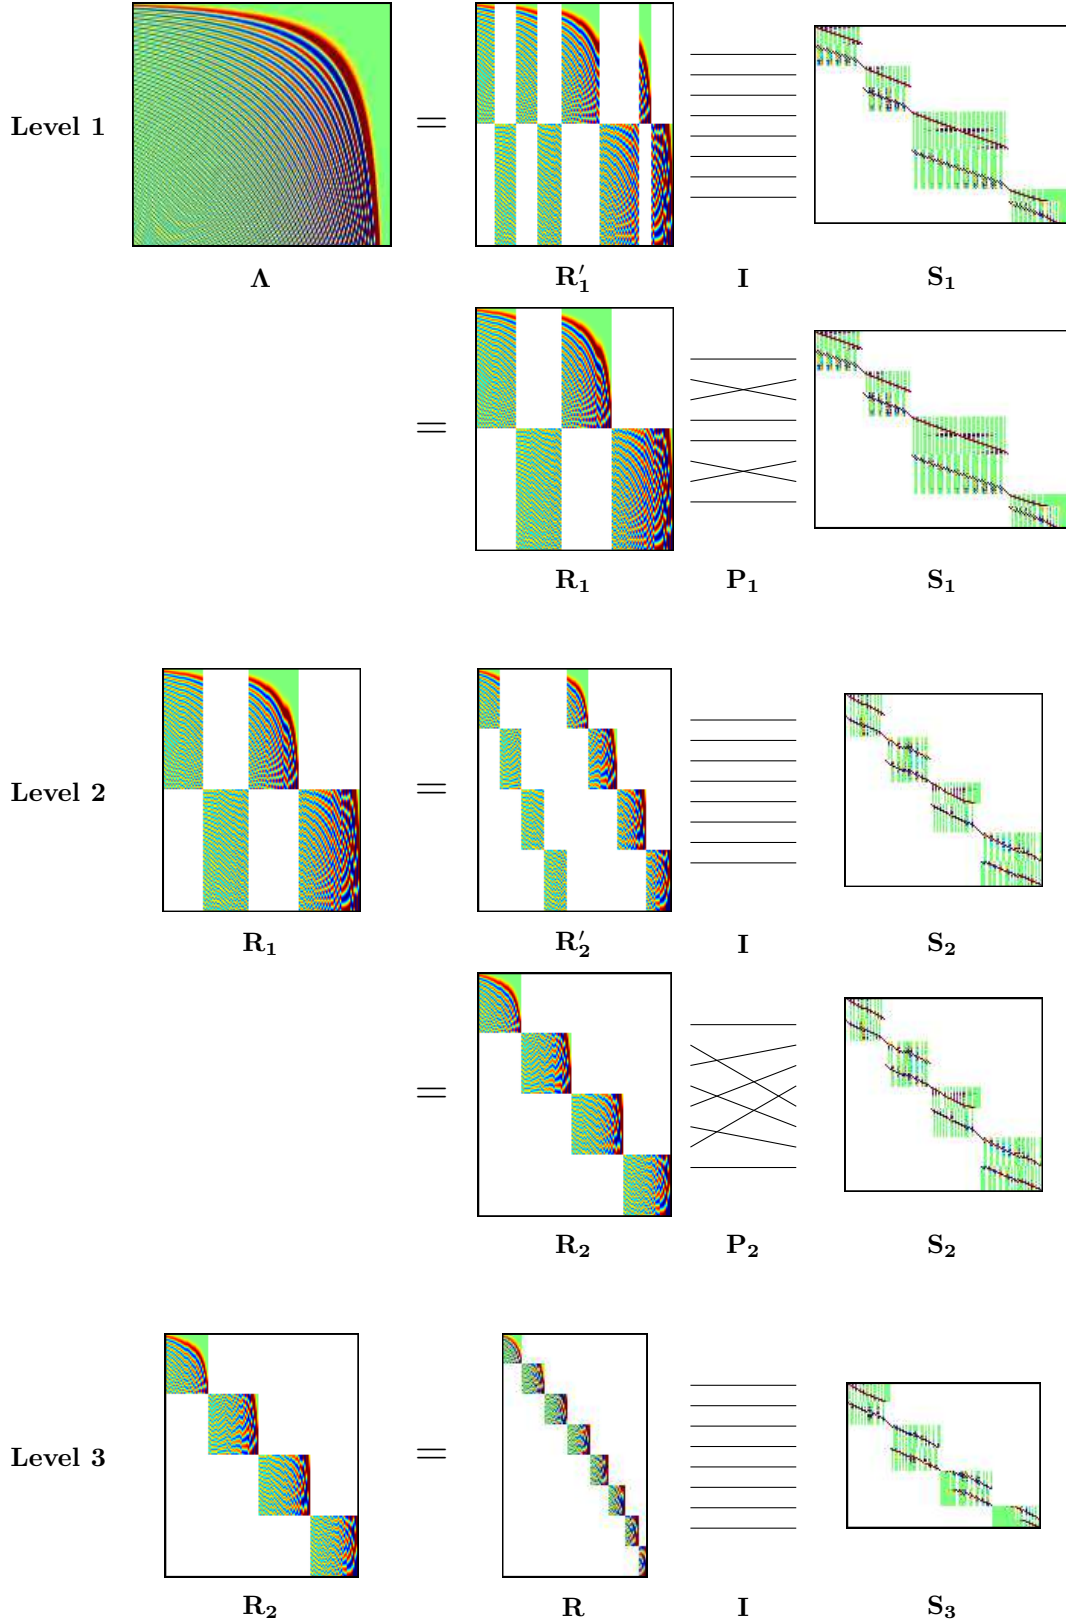 Level 1
=
Λ
R′₁
I
S₁
=
R₁
P₁
S₁
Level 2
=
R₁
R′₂
I
S₂
=
R₂
P₂
S₂
Level 3
=
R₂
R
I
S₃